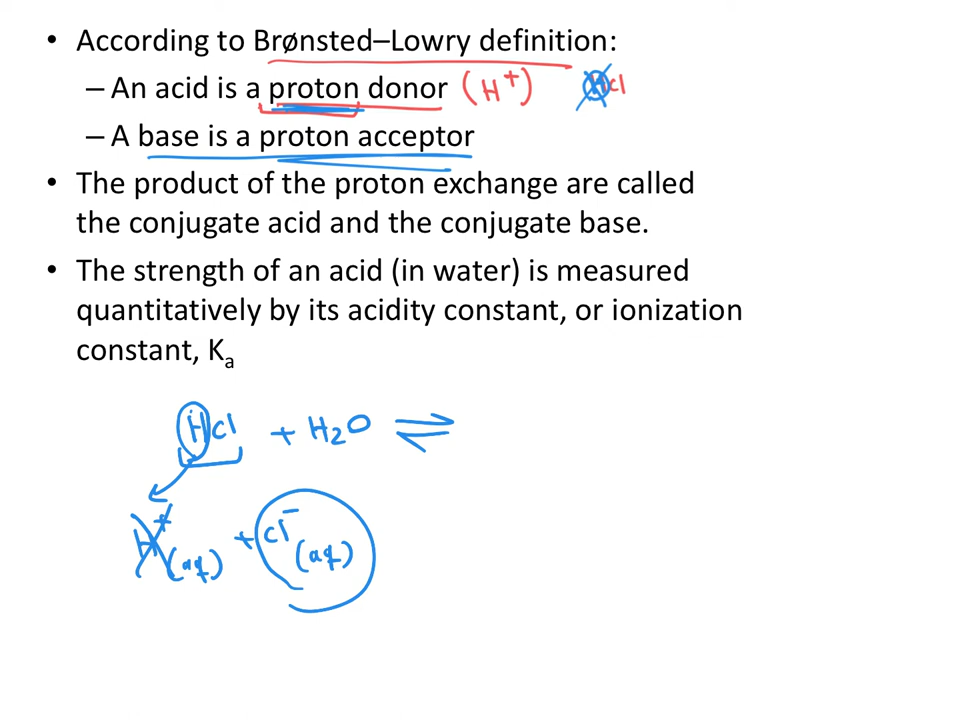 • According to Brønsted–Lowry definition:
– An acid is a proton donor (H⁺) HCl
– A base is a proton acceptor
• The product of the proton exchange are called
the conjugate acid and the conjugate base.
• The strength of an acid (in water) is measured
quantitatively by its acidity constant, or ionization
constant, Kₐ
HCl + H₂O ⇌
H⁺(aq) + Cl⁻(aq)